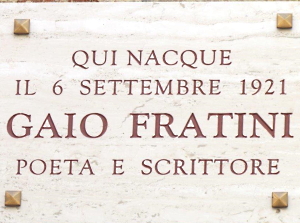 QUI NACQUE
IL 6 SETTEMBRE 1921
GAIO FRATINI
POETA E SCRITTORE